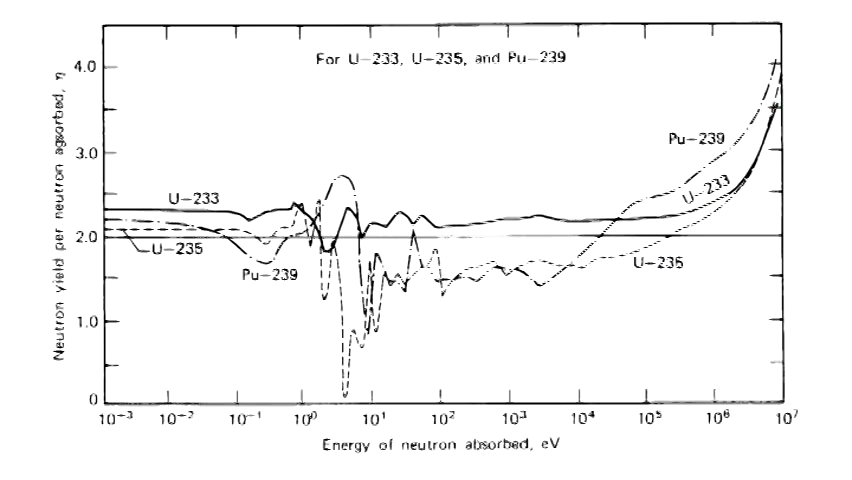 For U-233, U-235, and Pu-239
Neutron yield per neutron agsorbed, η
4.0
3.0
2.0
1.0
0
Pu-239
U-233
U-233
U-235
Pu-239
U-235
10⁻³ 10⁻² 10⁻¹ 10⁰ 10¹ 10² 10³ 10⁴ 10⁵ 10⁶ 10⁷
Energy of neutron absorbed, eV